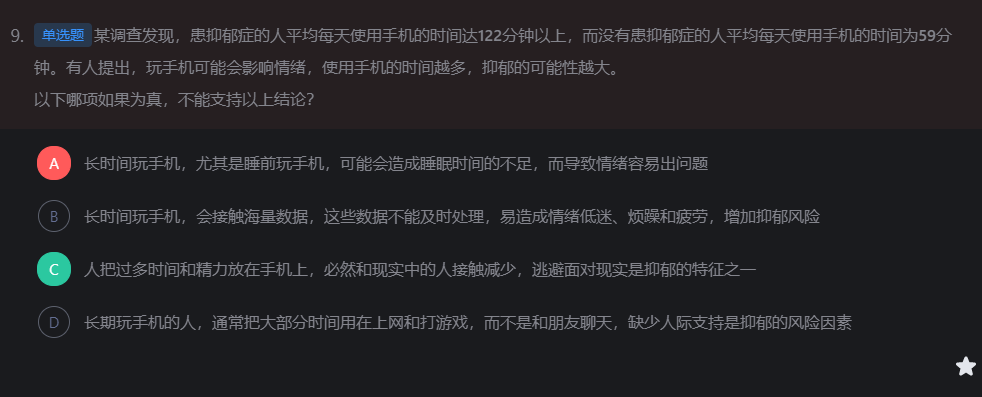 9. 单选题 某调查发现，患抑郁症的人平均每天使用手机的时间达122分钟以上，而没有患抑郁症的人平均每天使用手机的时间为59分
钟。有人提出，玩手机可能会影响情绪，使用手机的时间越多，抑郁的可能性越大。
以下哪项如果为真，不能支持以上结论？
A 长时间玩手机，尤其是睡前玩手机，可能会造成睡眠时间的不足，而导致情绪容易出问题
B 长时间玩手机，会接触海量数据，这些数据不能及时处理，易造成情绪低迷、烦躁和疲劳，增加抑郁风险
C 人把过多时间和精力放在手机上，必然和现实中的人接触减少，逃避面对现实是抑郁的特征之一
D 长期玩手机的人，通常把大部分时间用在上网和打游戏，而不是和朋友聊天，缺少人际支持是抑郁的风险因素